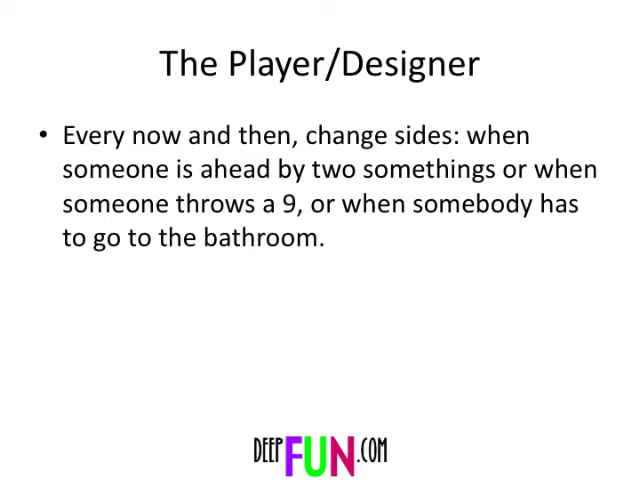 The Player/Designer
• Every now and then, change sides: when
someone is ahead by two somethings or when
someone throws a 9, or when somebody has
to go to the bathroom.
DEEPFUN.COM